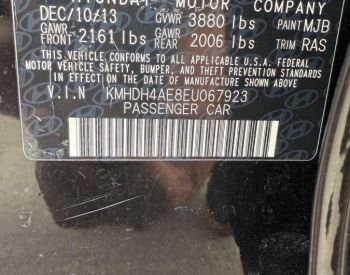 HYUNDAI MOTOR COMPANY
DEC/10/13 GVWR 3880 lbs PAINT MJB
GAWR FRONT 2161 lbs GAWR REAR 2006 lbs TRIM RAS
THIS VEHICLE CONFORMS TO ALL APPLICABLE U.S.A. FEDERAL
MOTOR VEHICLE SAFETY, BUMPER, AND THEFT PREVENTION
STANDARDS IN EFFECT ON THE DATE OF MANUFACTURE SHOWN ABOVE.
V.I.N KMHDH4AE8EU067923
PASSENGER CAR